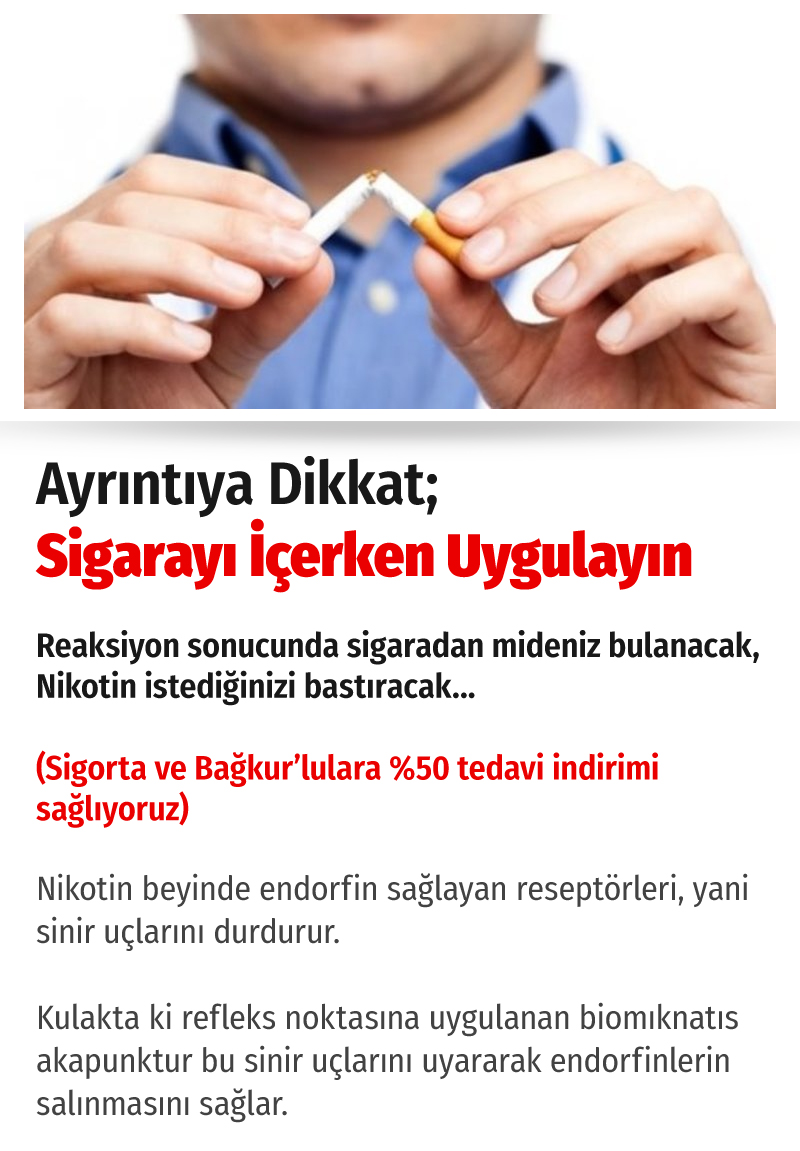 Ayrıntıya Dikkat;
Sigarayı İçerken Uygulayın
Reaksiyon sonucunda sigaradan mideniz bulanacak,
Nikotin istediğinizi bastıracak...
(Sigorta ve Bağkur’lulara %50 tedavi indirimi
sağlıyoruz)
Nikotin beyinde endorfin sağlayan reseptörleri, yani
sinir uçlarını durdurur.
Kulakta ki refleks noktasına uygulanan biomıknatıs
akapunktur bu sinir uçlarını uyararak endorfinlerin
salınmasını sağlar.